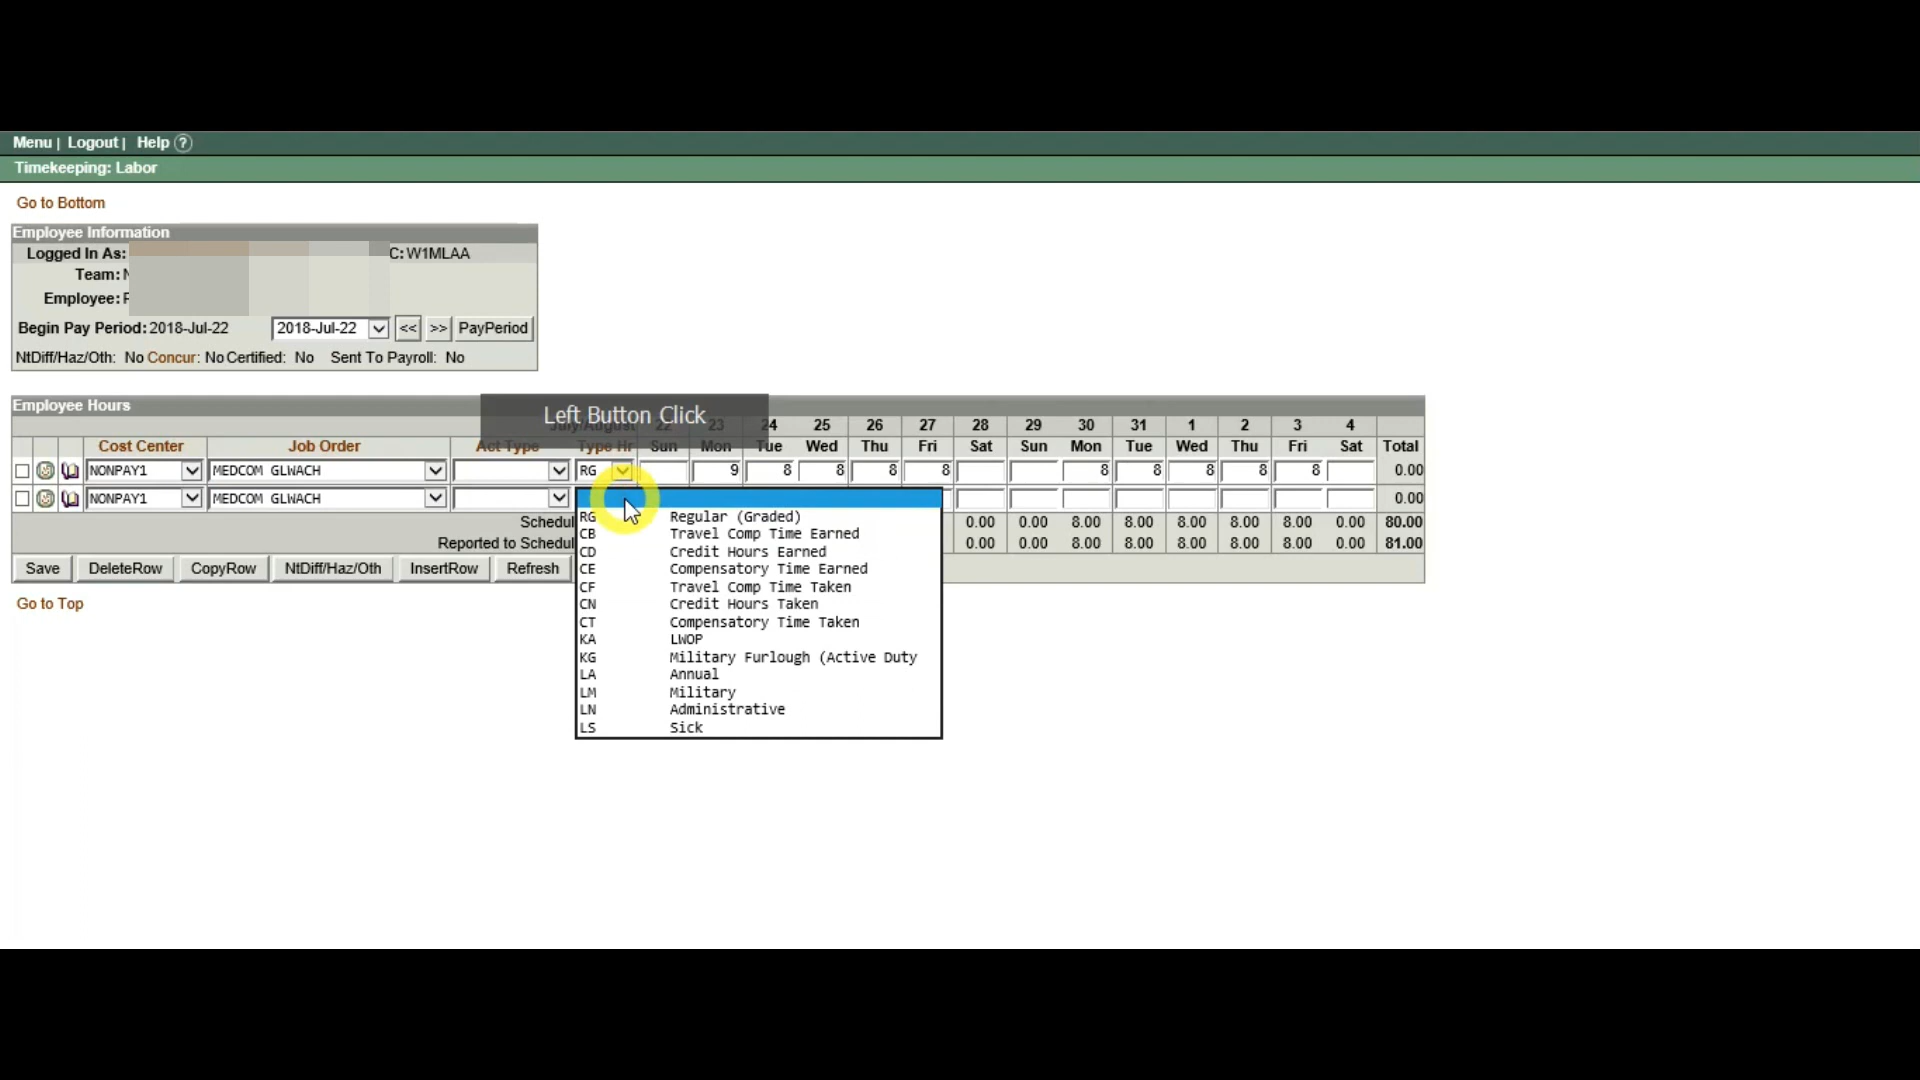 Menu | Logout | Help ?
Timekeeping: Labor
Go to Bottom
Employee Information
Logged In As: C: W1MLAA
Team:
Employee:
Begin Pay Period: 2018-Jul-22 2018-Jul-22 << >> PayPeriod
NtDiff/Haz/Oth: No Concur: No Certified: No Sent To Payroll: No
Employee Hours
Left Button Click
July/August 22 23 24 25 26 27 28 29 30 31 1 2 3 4
Cost Center Job Order Act Type Type Hr Sun Mon Tue Wed Thu Fri Sat Sun Mon Tue Wed Thu Fri Sat Total
NONPAY1 MEDCOM GLWACH RG 9 8 8 8 8 8 8 8 8 8 0.00
NONPAY1 MEDCOM GLWACH 0.00
Schedul 0.00 0.00 8.00 8.00 8.00 8.00 8.00 0.00 80.00
Reported to Schedul 0.00 0.00 8.00 8.00 8.00 8.00 8.00 0.00 81.00
Save DeleteRow CopyRow NtDiff/Haz/Oth InsertRow Refresh
Go to Top
RG Regular (Graded)
CB Travel Comp Time Earned
CD Credit Hours Earned
CE Compensatory Time Earned
CF Travel Comp Time Taken
CN Credit Hours Taken
CT Compensatory Time Taken
KA LWOP
KG Military Furlough (Active Duty
LA Annual
LM Military
LN Administrative
LS Sick